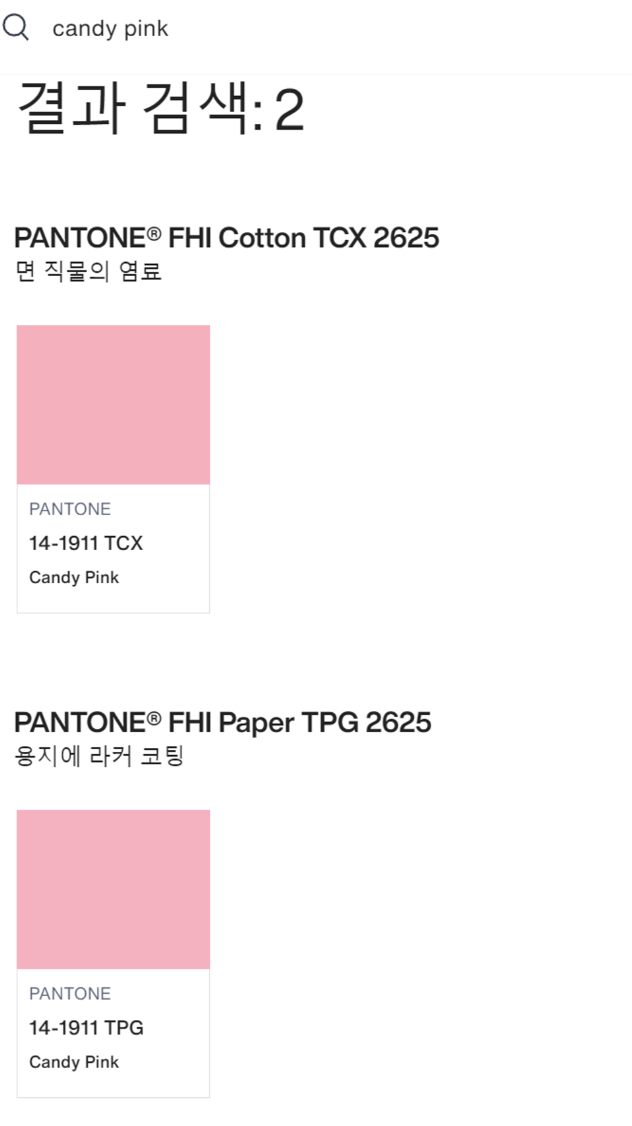 candy pink
결과 검색: 2
PANTONE® FHI Cotton TCX 2625
면 직물의 염료
PANTONE
14-1911 TCX
Candy Pink
PANTONE® FHI Paper TPG 2625
용지에 라커 코팅
PANTONE
14-1911 TPG
Candy Pink